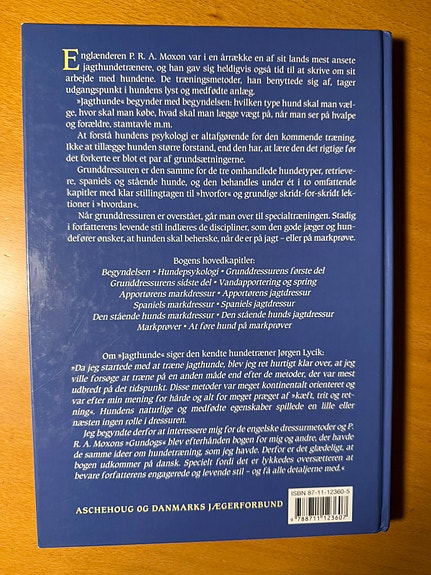 Englænderen P. R. A. Moxon var i en årrække en af sit lands mest ansete
jagthundetrænere, og han gav sig heldigvis også tid til at skrive om sit
arbejde med hundene. De træningsmetoder, han benyttede sig af, tager
udgangspunkt i hundens lyst og medfødte anlæg.
»Jagthunde« begynder med begyndelsen: hvilken type hund skal man væl-
ge, hvor skal man købe, hvad skal man lægge vægt på, når man ser på hvalpe
og forældre, stamtavle m.m.
At forstå hundens psykologi er altafgørende for den kommende træning.
Ikke at tillægge hunden større forstand, end den har, at lære den det rigtige før
det forkerte er blot et par af grundsætningerne.
Grunddressuren er den samme for de tre omhandlede hundetyper, retrieve-
re, spaniels og stående hunde, og den behandles under ét i to omfattende
kapitler med klar stillingtagen til »hvorfor« og grundige skridt-for-skridt lek-
tioner i »hvordan«.
Når grunddressuren er overstået, går man over til specialtræningen. Stadig
i forfatterens levende stil indlæres de discipliner, som den gode jæger og hun-
defører ønsker, at hunden skal beherske, når de er på jagt – eller på markprøve.
Bogens hovedkapitler:
Begyndelsen • Hundepsykologi • Grunddressurens første del
Grunddressurens sidste del • Vandapportering og spring
Apportørens markdressur • Apportørens jagtdressur
Spaniels markdressur • Spaniels jagtdressur
Den stående hunds markdressur • Den stående hunds jagtdressur
Markprøver • At føre hund på markprøver
Om »Jagthunde« siger den kendte hundetræner Jørgen Lycik:
»Da jeg startede med at træne jagthunde, blev jeg ret hurtigt klar over, at jeg
ville forsøge at træne på en anden måde end efter de metoder, der var mest
udbredt på det tidspunkt. Disse metoder var meget kontinentalt orienteret og
var efter min mening for hårde og alt for meget præget af »kæft, trit og ret-
ning«. Hundens naturlige og medfødte egenskaber spillede en lille eller
næsten ingen rolle i dressuren.
Jeg begyndte derfor at interessere mig for de engelske dressurmetoder og P.
R. A. Moxons »Gundogs« blev efterhånden bogen for mig og andre, der havde
de samme ideer om hundetræning, som jeg havde. Derfor er det glædeligt, at
bogen udkommer på dansk. Specielt fordi det er lykkedes oversætteren at
bevare forfatterens engagerede og levende stil – og få alle detaljerne med.«
ISBN 87-11-12360-5
9 788711 123607
ASCHEHOUG OG DANMARKS JÆGERFORBUND